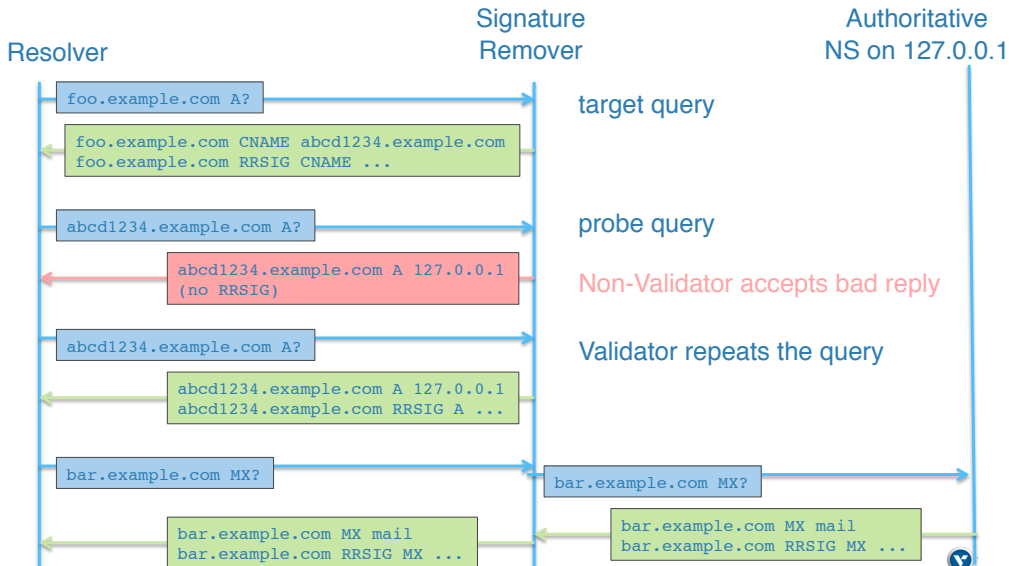 Signature
Remover
Authoritative
NS on 127.0.0.1
Resolver
foo.example.com A?
target query
foo.example.com CNAME abcd1234.example.com
foo.example.com RRSIG CNAME ...
abcd1234.example.com A?
probe query
abcd1234.example.com A 127.0.0.1
(no RRSIG)
Non-Validator accepts bad reply
abcd1234.example.com A?
Validator repeats the query
abcd1234.example.com A 127.0.0.1
abcd1234.example.com RRSIG A ...
bar.example.com MX?
bar.example.com MX?
bar.example.com MX mail
bar.example.com RRSIG MX ...
bar.example.com MX mail
bar.example.com RRSIG MX ...